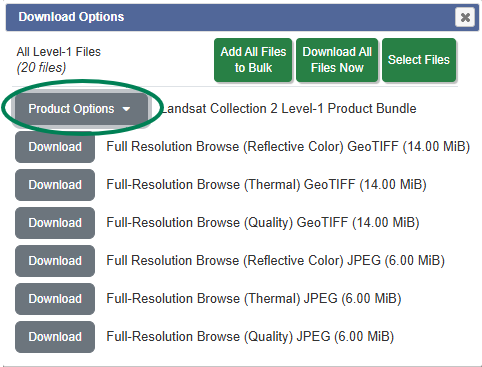 Download Options
All Level-1 Files
(20 files)
Add All Files
to Bulk
Download All
Files Now
Select Files
Product Options Landsat Collection 2 Level-1 Product Bundle
Download Full Resolution Browse (Reflective Color) GeoTIFF (14.00 MiB)
Download Full-Resolution Browse (Thermal) GeoTIFF (14.00 MiB)
Download Full-Resolution Browse (Quality) GeoTIFF (14.00 MiB)
Download Full Resolution Browse (Reflective Color) JPEG (6.00 MiB)
Download Full-Resolution Browse (Thermal) JPEG (6.00 MiB)
Download Full-Resolution Browse (Quality) JPEG (6.00 MiB)